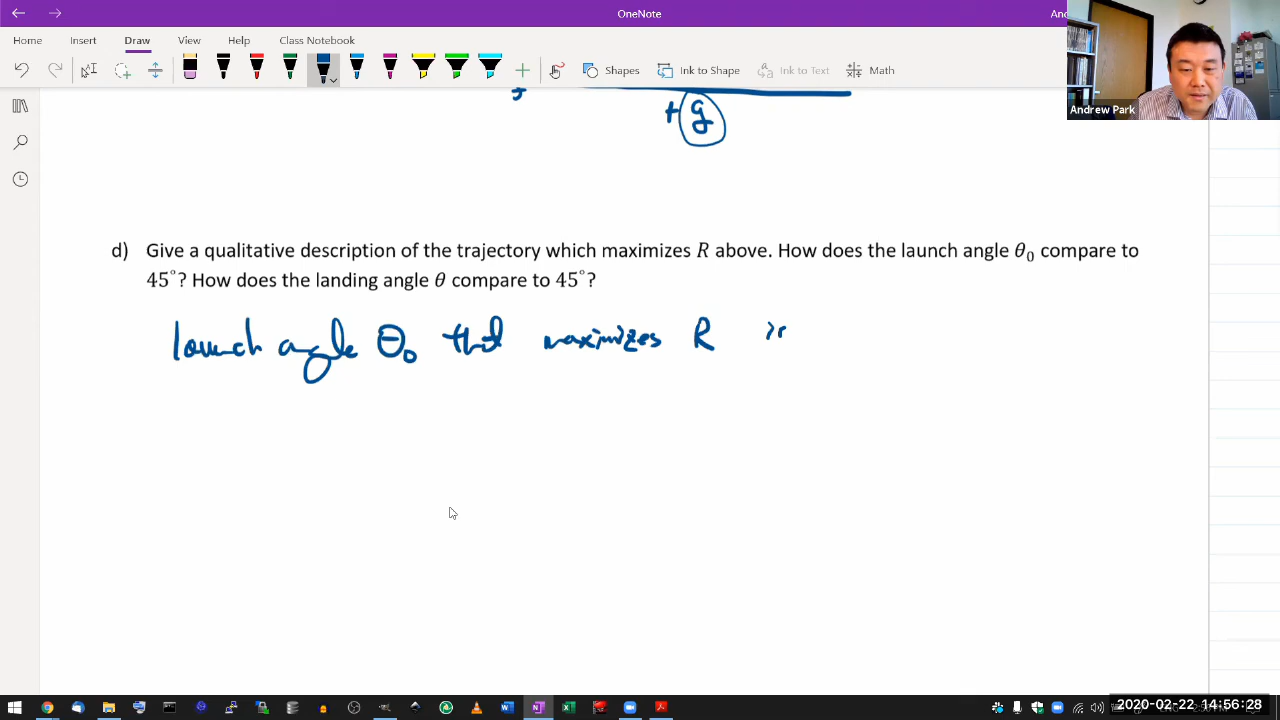 OneNote
An
Home Insert Draw View Help Class Notebook
Shapes Ink to Shape Ink to Text Math
Andrew Park
+g
d) Give a qualitative description of the trajectory which maximizes R above. How does the launch angle θ₀ compare to
45°? How does the landing angle θ compare to 45°?
launch angle θ₀ that maximizes R is
2020-02-22 14:56:28